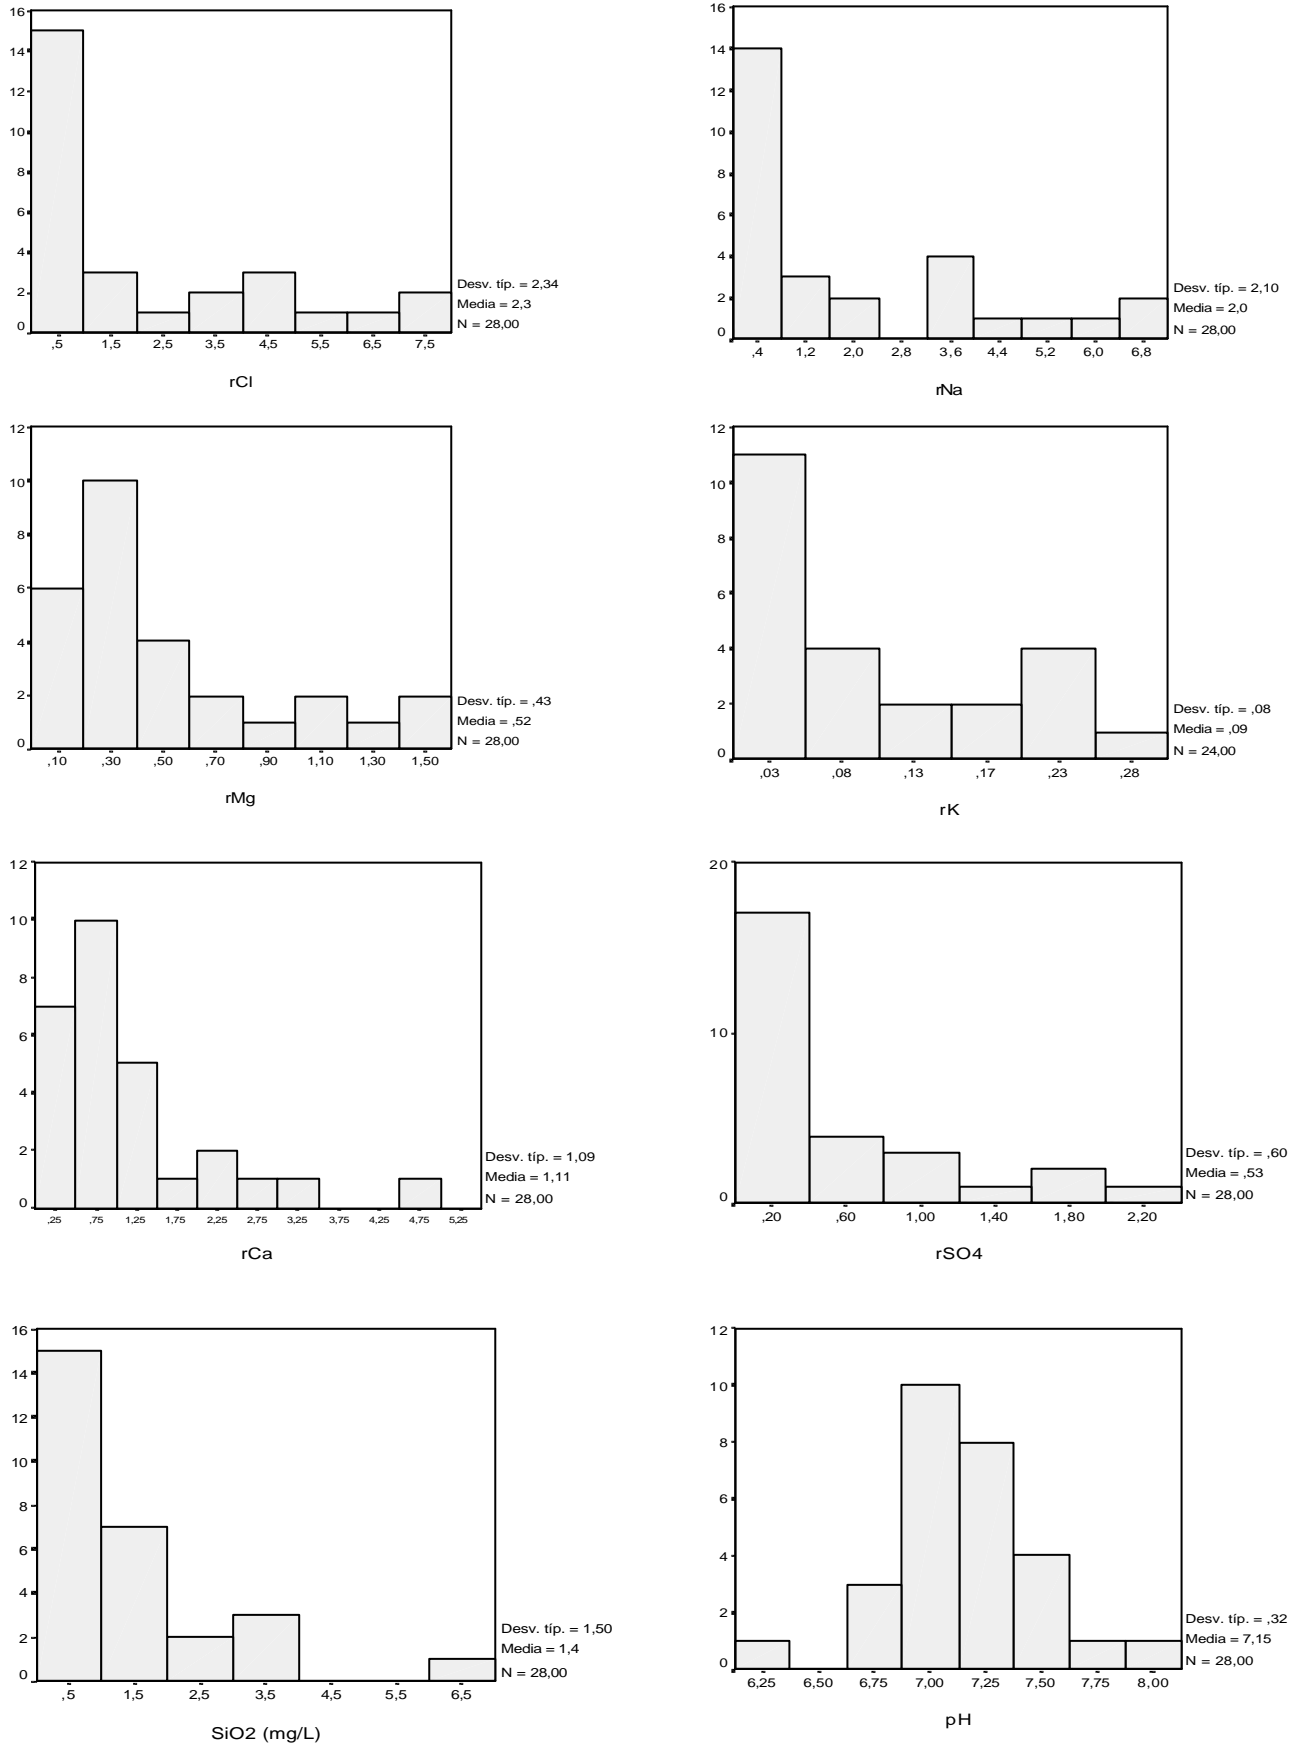 16
14
12
10
8
6
4
2
0
,5 1,5 2,5 3,5 4,5 5,5 6,5 7,5
rCl
Desv. típ. = 2,34
Media = 2,3
N = 28,00
16
14
12
10
8
6
4
2
0
,4 1,2 2,0 2,8 3,6 4,4 5,2 6,0 6,8
rNa
Desv. típ. = 2,10
Media = 2,0
N = 28,00
12
10
8
6
4
2
0
,10 ,30 ,50 ,70 ,90 1,10 1,30 1,50
rMg
Desv. típ. = ,43
Media = ,52
N = 28,00
12
10
8
6
4
2
0
,03 ,08 ,13 ,17 ,23 ,28
rK
Desv. típ. = ,08
Media = ,09
N = 24,00
12
10
8
6
4
2
0
,25 ,75 1,25 1,75 2,25 2,75 3,25 3,75 4,25 4,75 5,25
rCa
Desv. típ. = 1,09
Media = 1,11
N = 28,00
20
10
0
,20 ,60 1,00 1,40 1,80 2,20
rSO4
Desv. típ. = ,60
Media = ,53
N = 28,00
16
14
12
10
8
6
4
2
0
,5 1,5 2,5 3,5 4,5 5,5 6,5
SiO2 (mg/L)
Desv. típ. = 1,50
Media = 1,4
N = 28,00
12
10
8
6
4
2
0
6,25 6,50 6,75 7,00 7,25 7,50 7,75 8,00
pH
Desv. típ. = ,32
Media = 7,15
N = 28,00